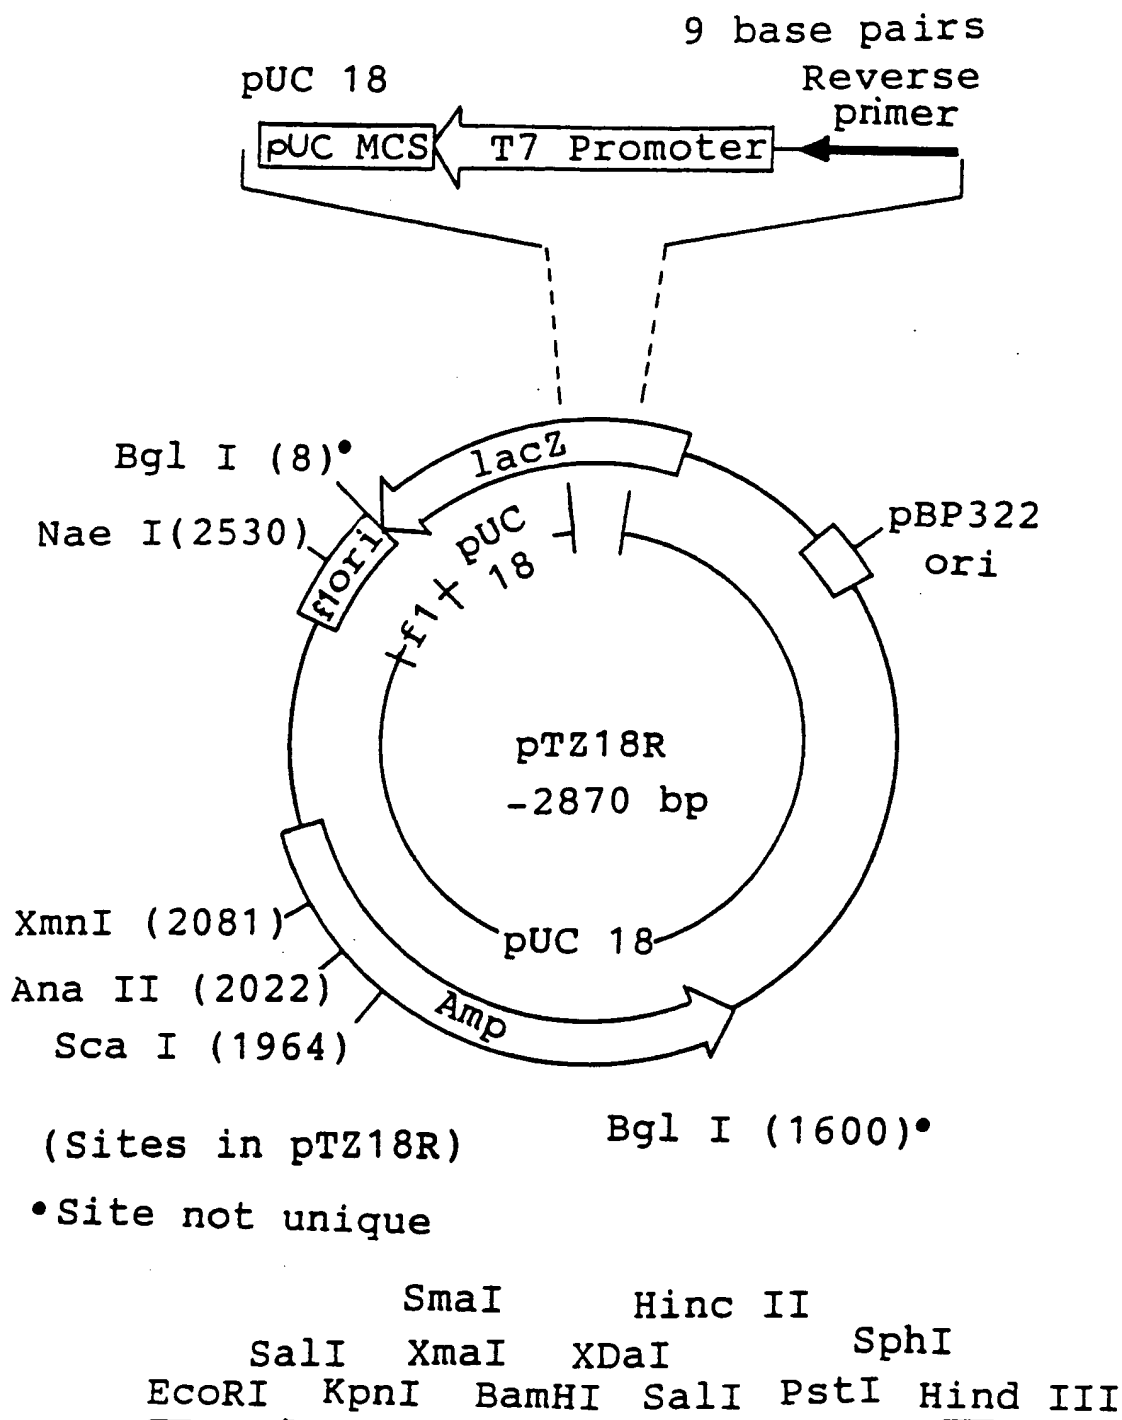 9 base pairs
pUC 18
Reverse
primer
pUC MCS
T7 Promoter
lacZ
Bgl I (8)•
Nae I(2530)
f1ori
pUC
18
f1
pBP322
ori
pTZ18R
-2870 bp
pUC 18
XmnI (2081)
Ana II (2022)
Sca I (1964)
Amp
Bgl I (1600)•
(Sites in pTZ18R)
•Site not unique
SmaI Hinc II
SalI XmaI XDaI SphI
EcoRI KpnI BamHI SalI PstI Hind III